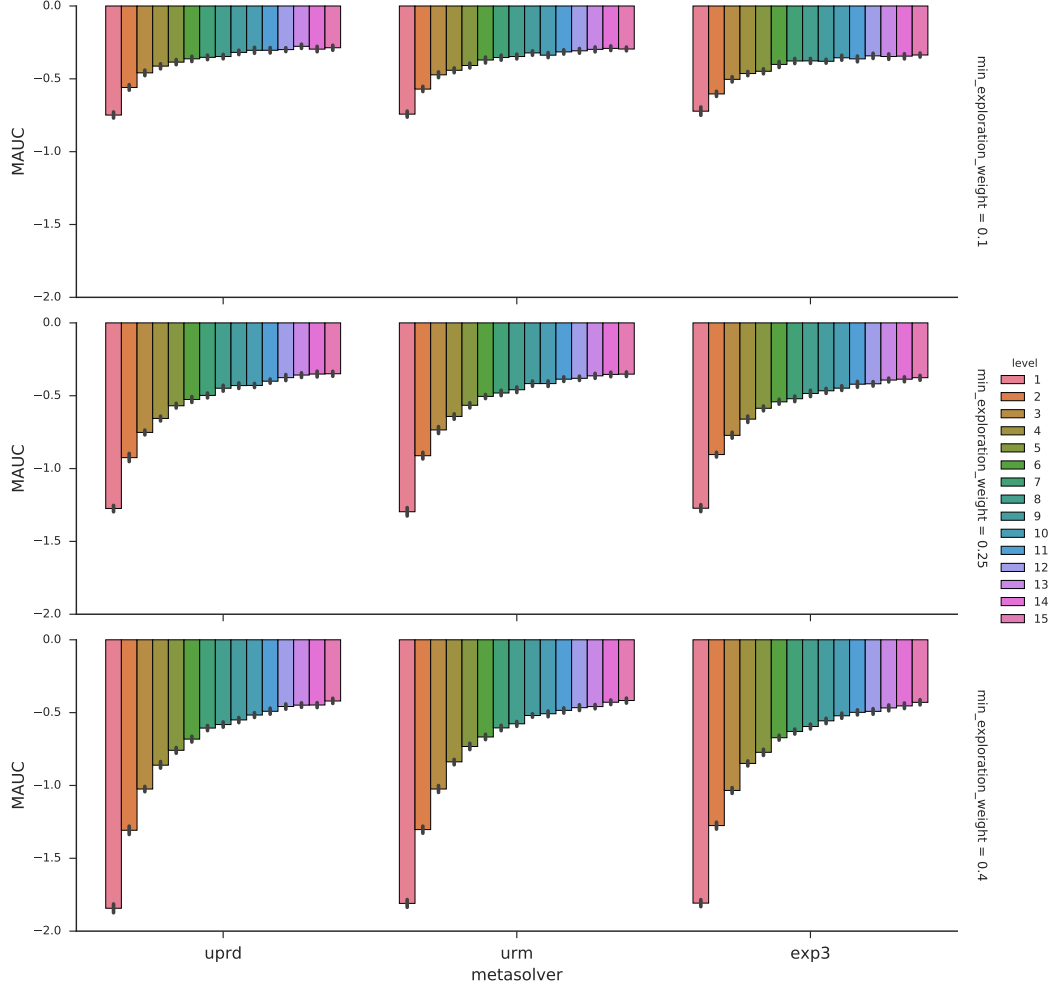 0.0
−0.5
−1.0
−1.5
−2.0
MAUC
min_exploration_weight = 0.1
0.0
−0.5
−1.0
−1.5
−2.0
MAUC
min_exploration_weight = 0.25
level
1
2
3
4
5
6
7
8
9
10
11
12
13
14
15
0.0
−0.5
−1.0
−1.5
−2.0
MAUC
min_exploration_weight = 0.4
uprd
urm
exp3
metasolver